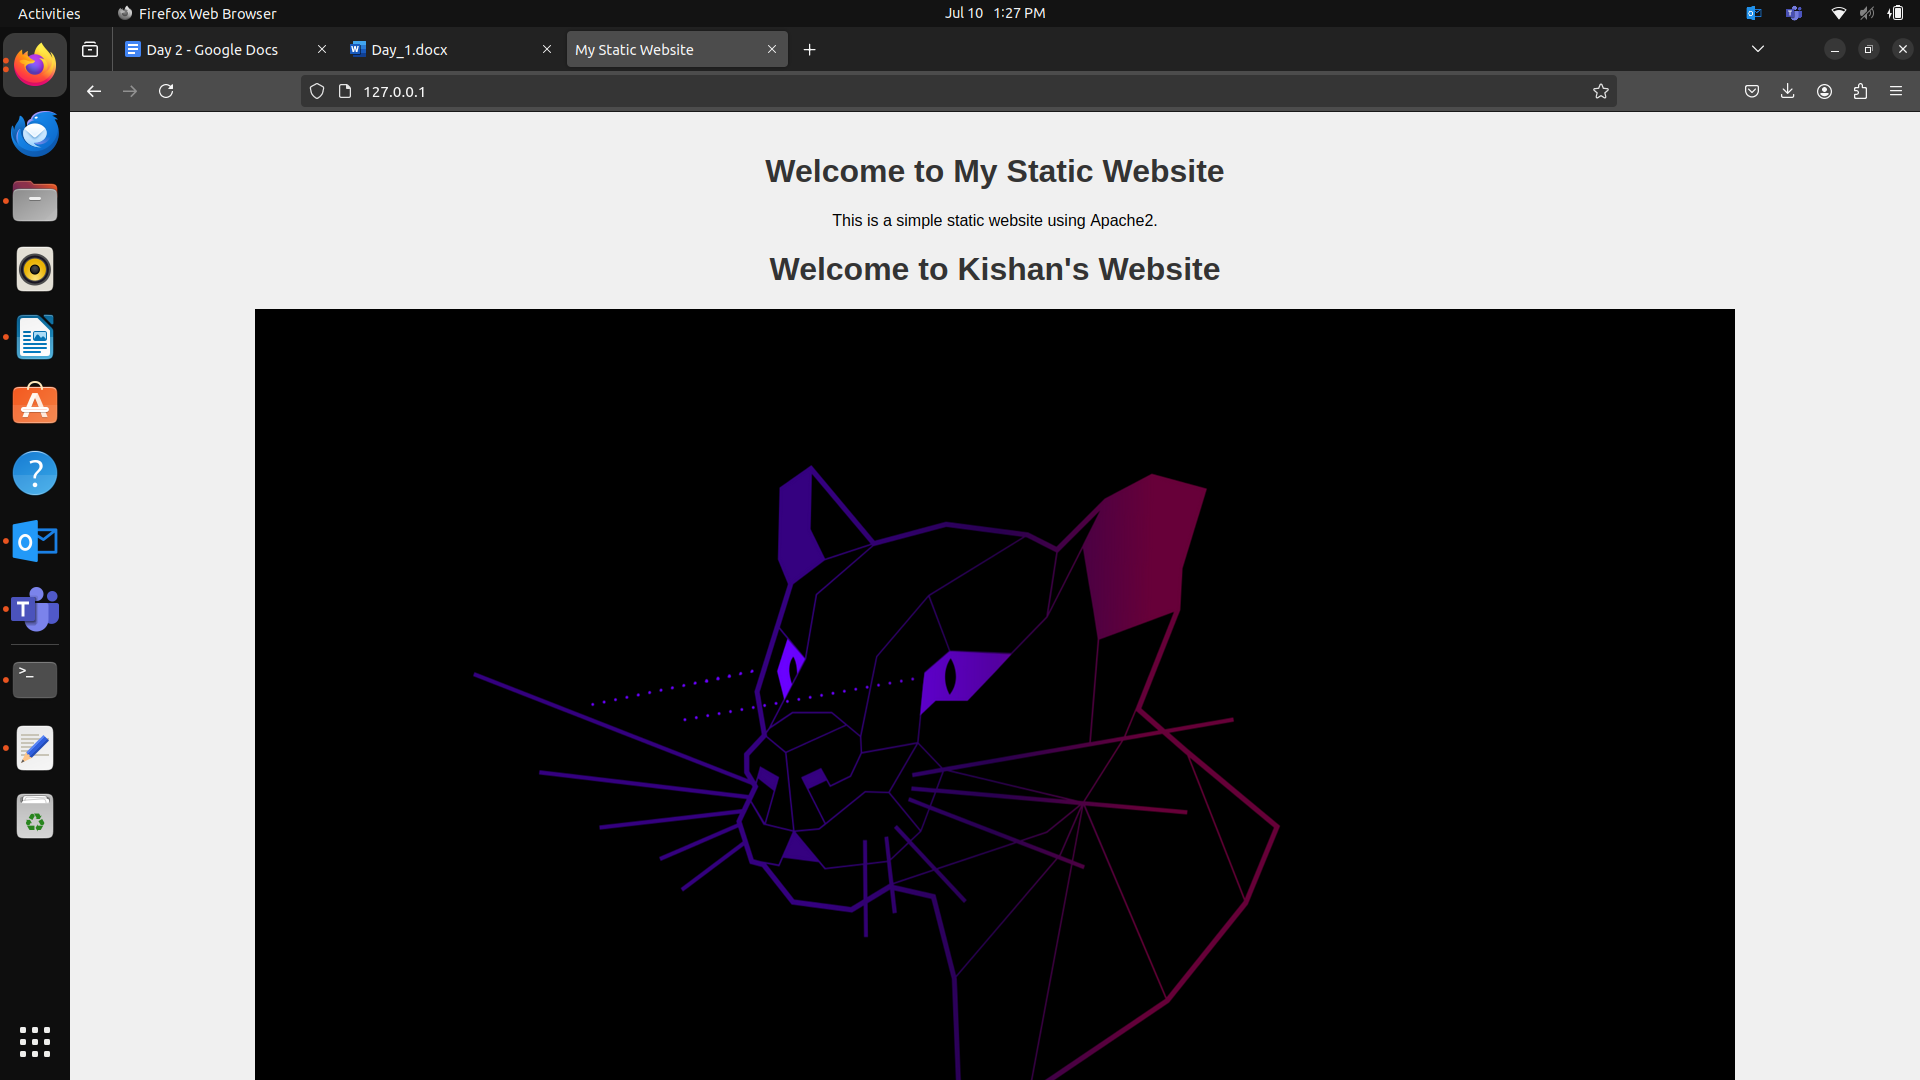 Activities
Firefox Web Browser
Jul 10 1:27 PM
Day 2 - Google Docs
Day_1.docx
My Static Website
127.0.0.1
Welcome to My Static Website
This is a simple static website using Apache2.
Welcome to Kishan's Website